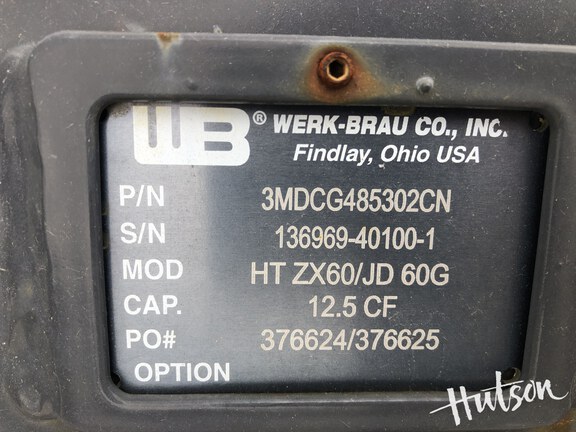 WB® WERK-BRAU CO., INC.
Findlay, Ohio USA
P/N 3MDCG485302CN
S/N 136969-40100-1
MOD HT ZX60/JD 60G
CAP. 12.5 CF
PO# 376624/376625
OPTION
Hutson